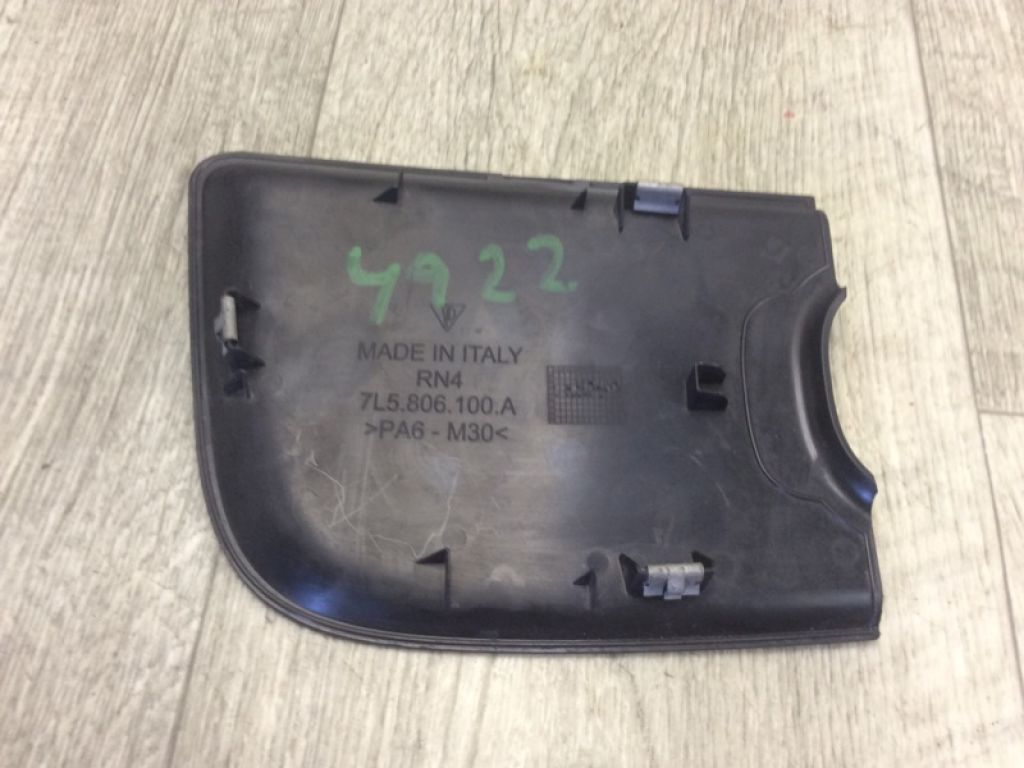 4922
MADE IN ITALY
RN4
7L5.806.100.A
>PA6 - M30<